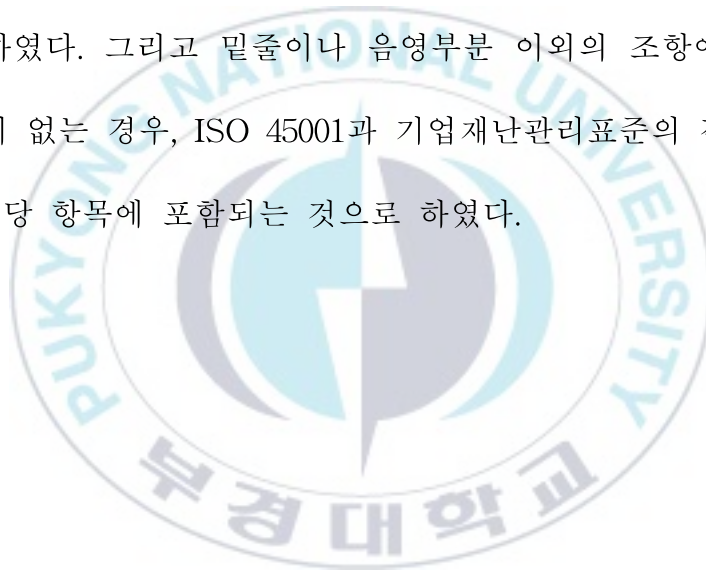 하였다. 그리고 밑줄이나 음영부분 이외의 조항에
없는 경우, ISO 45001과 기업재난관리표준의
당 항목에 포함되는 것으로 하였다.
PUKYONG NATIONAL UNIVERSITY
부경대학교